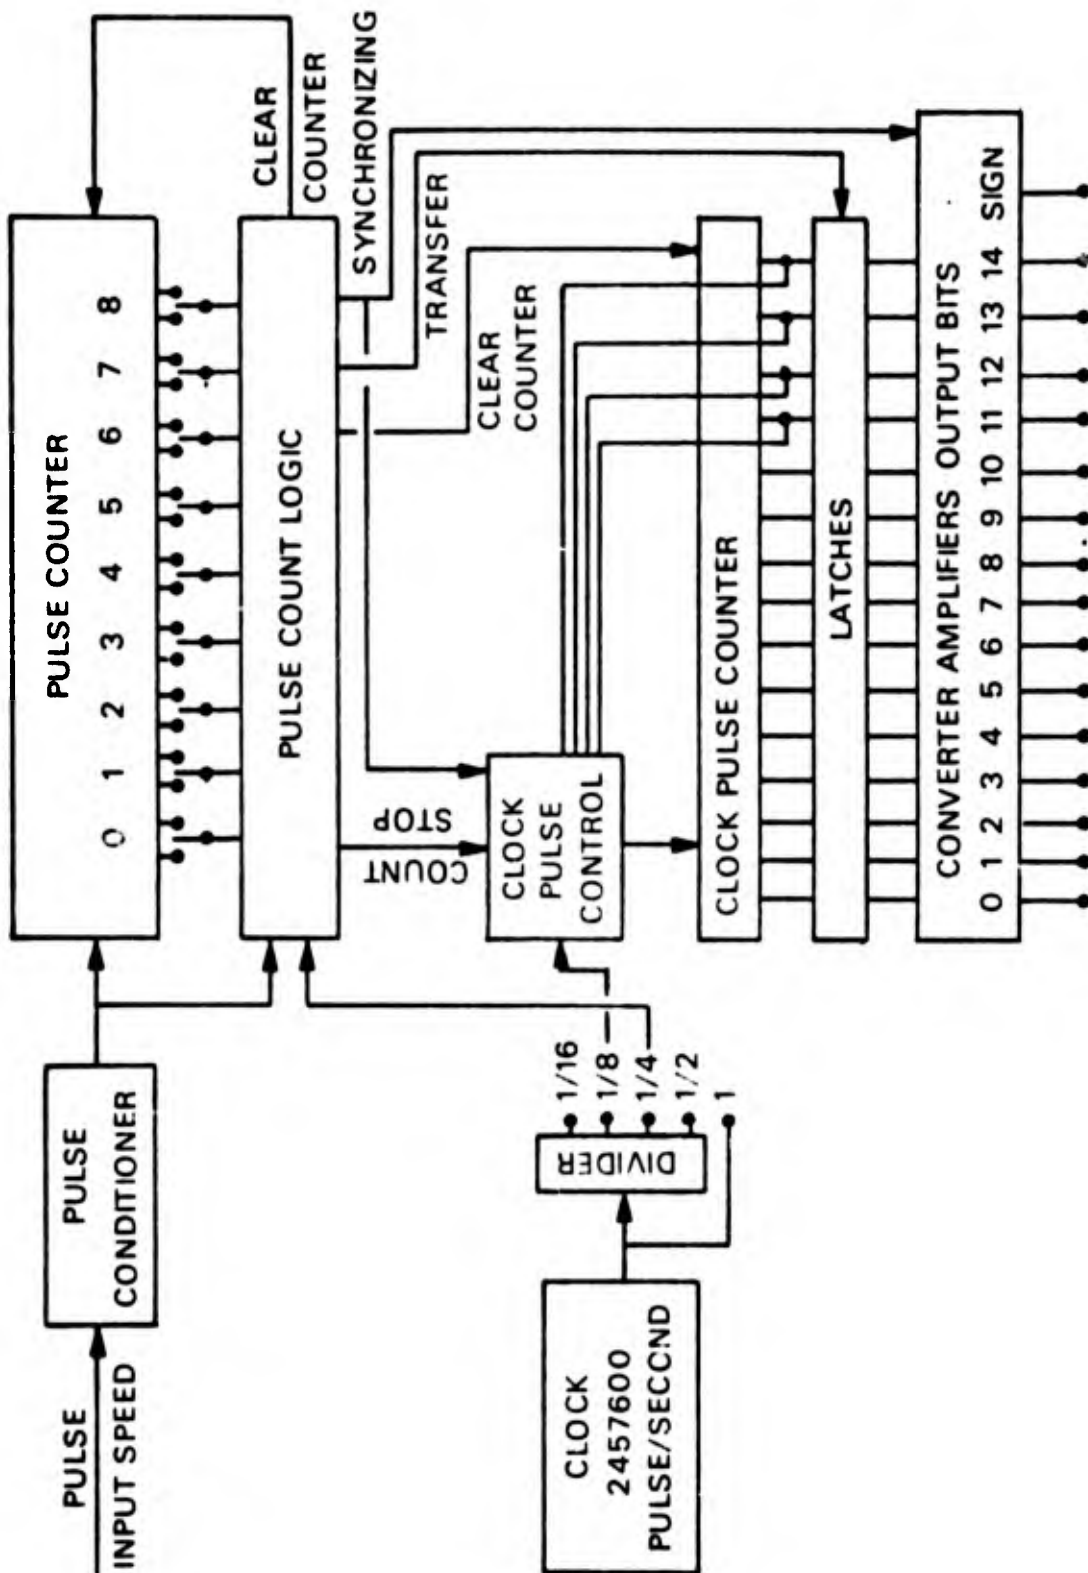 PULSE
INPUT SPEED
PULSE
CONDITIONER
PULSE COUNTER
0 1 2 3 4 5 6 7 8
PULSE COUNT LOGIC
CLEAR
COUNTER
SYNCHRONIZING
TRANSFER
CLEAR
COUNTER
STOP
COUNT
CLOCK
PULSE
CONTROL
CLOCK
2457600
PULSE/SECCND
DIVIDER
1/16
1/8
1/4
1/2
1
CLOCK PULSE COUNTER
LATCHES
CONVERTER AMPLIFIERS OUTPUT BITS
0 1 2 3 4 5 6 7 8 9 10 11 12 13 14 SIGN